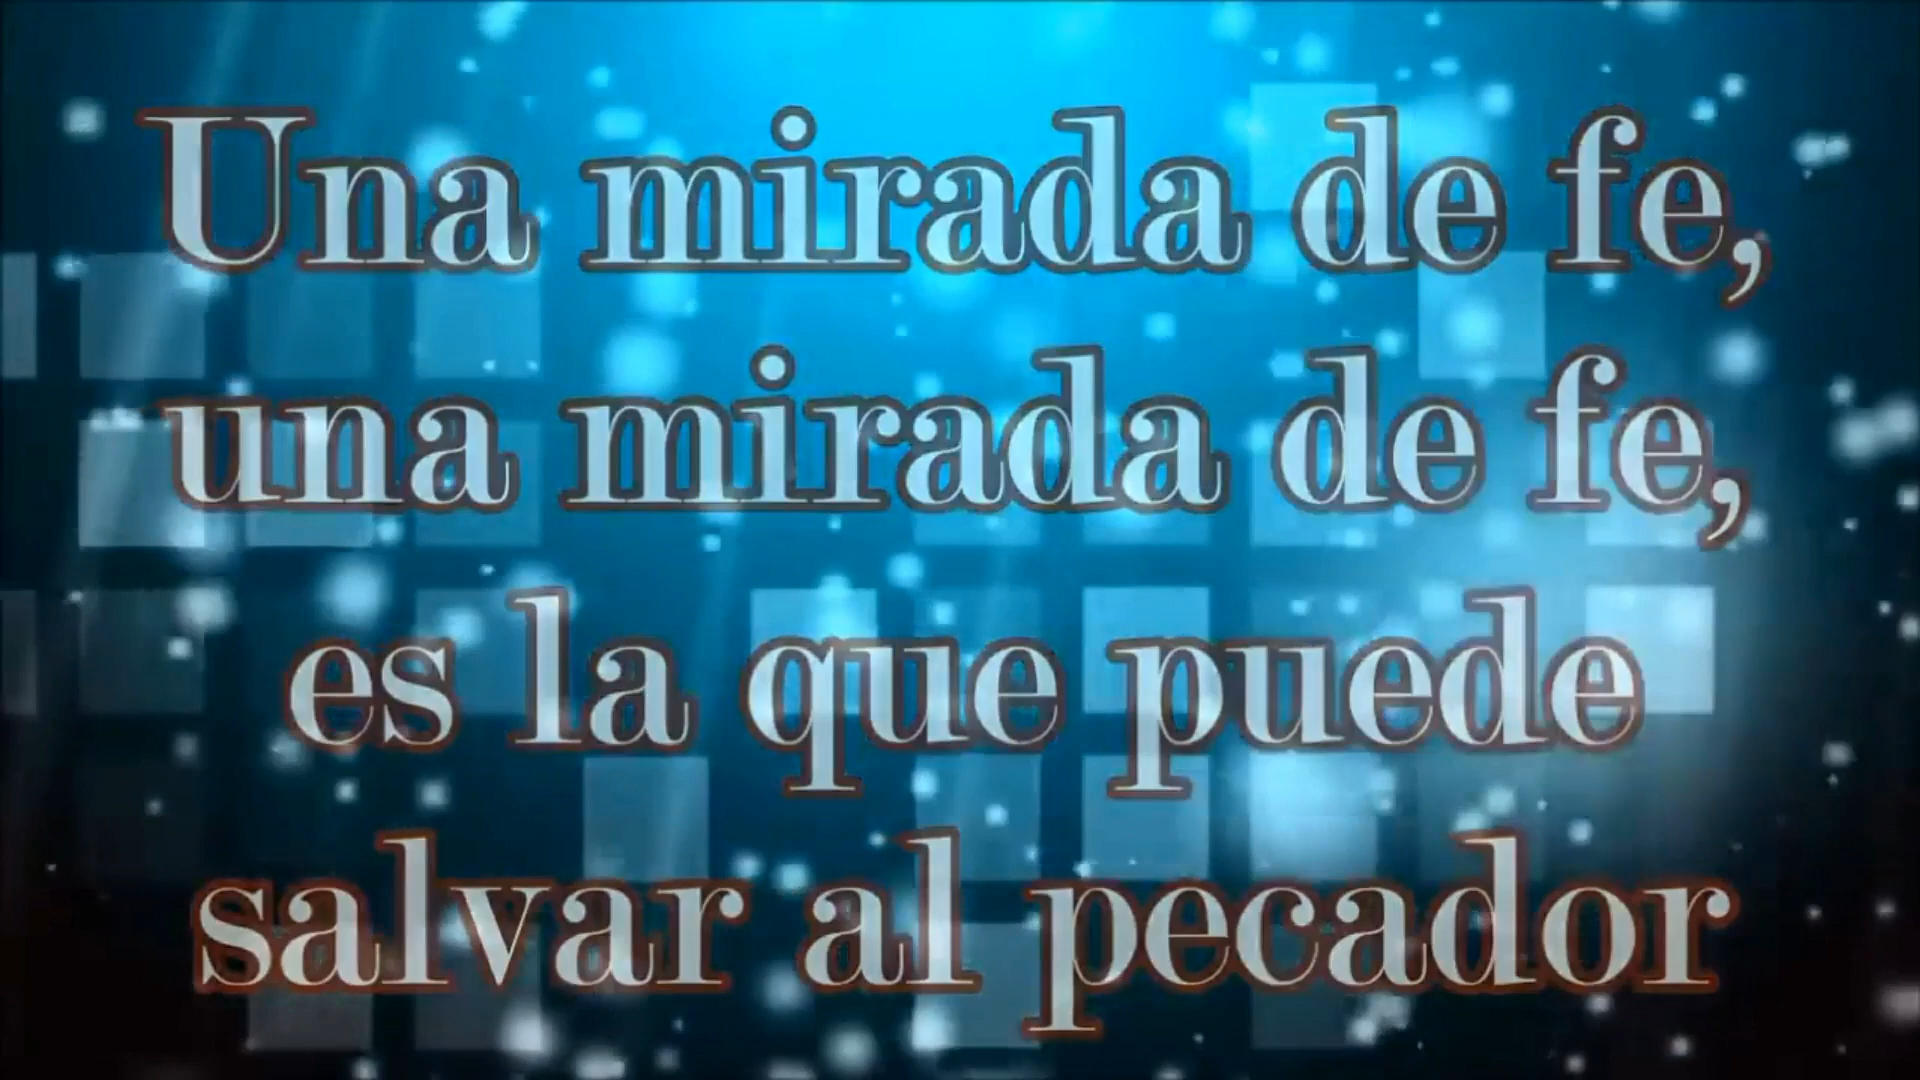 Una mirada de fe,
una mirada de fe,
es la que puede
salvar al pecador